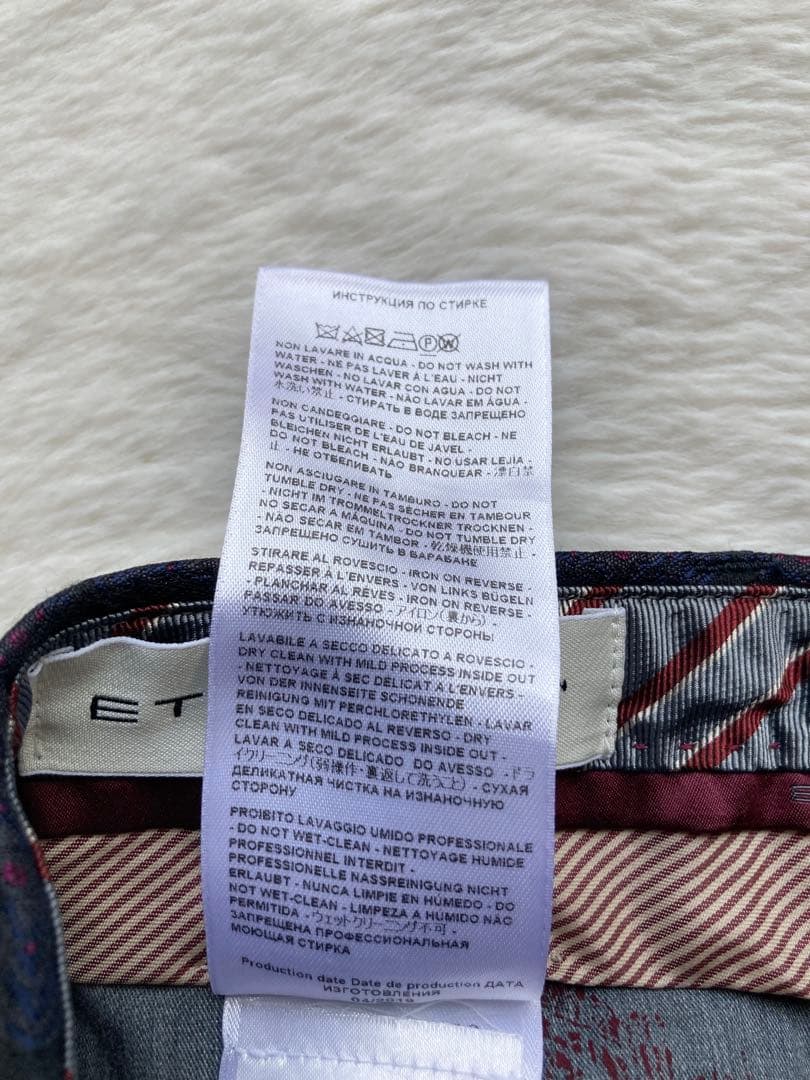 ИНСТРУКЦИЯ ПО СТИРКЕ
P W
NON LAVARE IN ACQUA - DO NOT WASH WITH
WATER - NE PAS LAVER À L'EAU - NICHT
WASCHEN - NO LAVAR CON AGUA - DO NOT
WASH WITH WATER - NÃO LAVAR EM ÁGUA -
水洗い禁止 - СТИРАТЬ В ВОДЕ ЗАПРЕЩЕНО
NON CANDEGGIARE - DO NOT BLEACH - NE
PAS UTILISER DE L'EAU DE JAVEL -
BLEICHEN NICHT ERLAUBT - NO USAR LEJIA -
DO NOT BLEACH - NÃO BRANQUEAR - 漂白禁
止 - НЕ ОТБЕЛИВАТЬ
NON ASCIUGARE IN TAMBURO - DO NOT
TUMBLE DRY - NE PAS SÉCHER EN TAMBOUR
- NICHT IM TROMMELTROCKNER TROCKNEN -
NO SECAR A MÁQUINA - DO NOT TUMBLE DRY
- NÃO SECAR EM TAMBOR - 乾燥機使用禁止 -
ЗАПРЕЩЕНО СУШИТЬ В БАРАБАНЕ
STIRARE AL ROVESCIO - IRON ON REVERSE -
REPASSER À L'ENVERS - VON LINKS BÜGELN
- PLANCHAR AL REVÉS - IRON ON REVERSE -
PASSAR DO AVESSO - アイロン(裏から) -
УТЮЖИТЬ С ИЗНАНОЧНОЙ СТОРОНЫ
LAVABILE A SECCO DELICATO A ROVESCIO -
DRY CLEAN WITH MILD PROCESS INSIDE OUT
- NETTOYAGE À SEC DÉLICAT A L'ENVERS -
VON DER INNENSEITE SCHONENDE
REINIGUNG MIT PERCHLORETHYLEN - LAVAR
EN SECO DELICADO AL REVERSO - DRY
CLEAN WITH MILD PROCESS INSIDE OUT -
LAVAR A SECO DELICADO DO AVESSO - ドラ
イクリーニング(弱操作・裏返して洗うこと) - СУХАЯ
ДЕЛИКАТНАЯ ЧИСТКА НА ИЗНАНОЧНУЮ
СТОРОНУ
PROIBITO LAVAGGIO UMIDO PROFESSIONALE
- DO NOT WET-CLEAN - NETTOYAGE HUMIDE
PROFESSIONNEL INTERDIT -
PROFESSIONELLE NASSREINIGUNG NICHT
ERLAUBT - NUNCA LIMPIE EN HÚMEDO - DO
NOT WET-CLEAN - LIMPEZA A HÚMIDO NÃO
PERMITIDA - ウェットクリーニング不可 -
ЗАПРЕЩЕНА ПРОФЕССИОНАЛЬНАЯ
МОЮЩАЯ СТИРКА
Production date Date de production ДАТА
ИЗГОТОВЛЕНИЯ
04/2019
ET